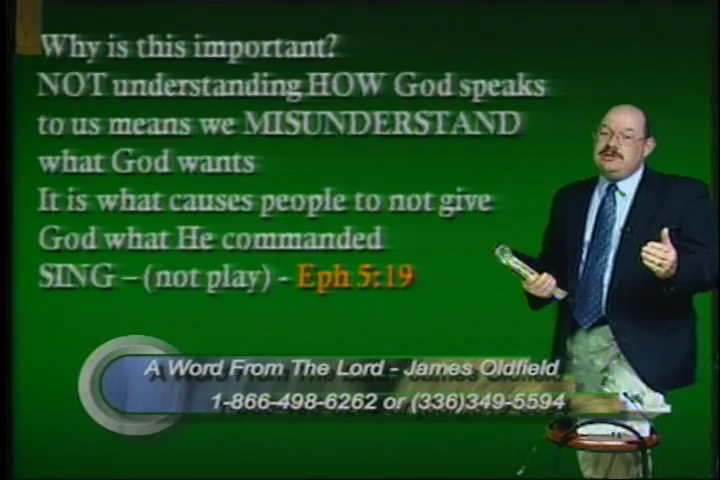 Why is this important?
NOT understanding HOW God speaks
to us means we MISUNDERSTAND
what God wants
It is what causes people to not give
God what He commanded
SING – (not play) - Eph 5:19
A Word From The Lord - James Oldfield
1-866-498-6262 or (336)349-5594